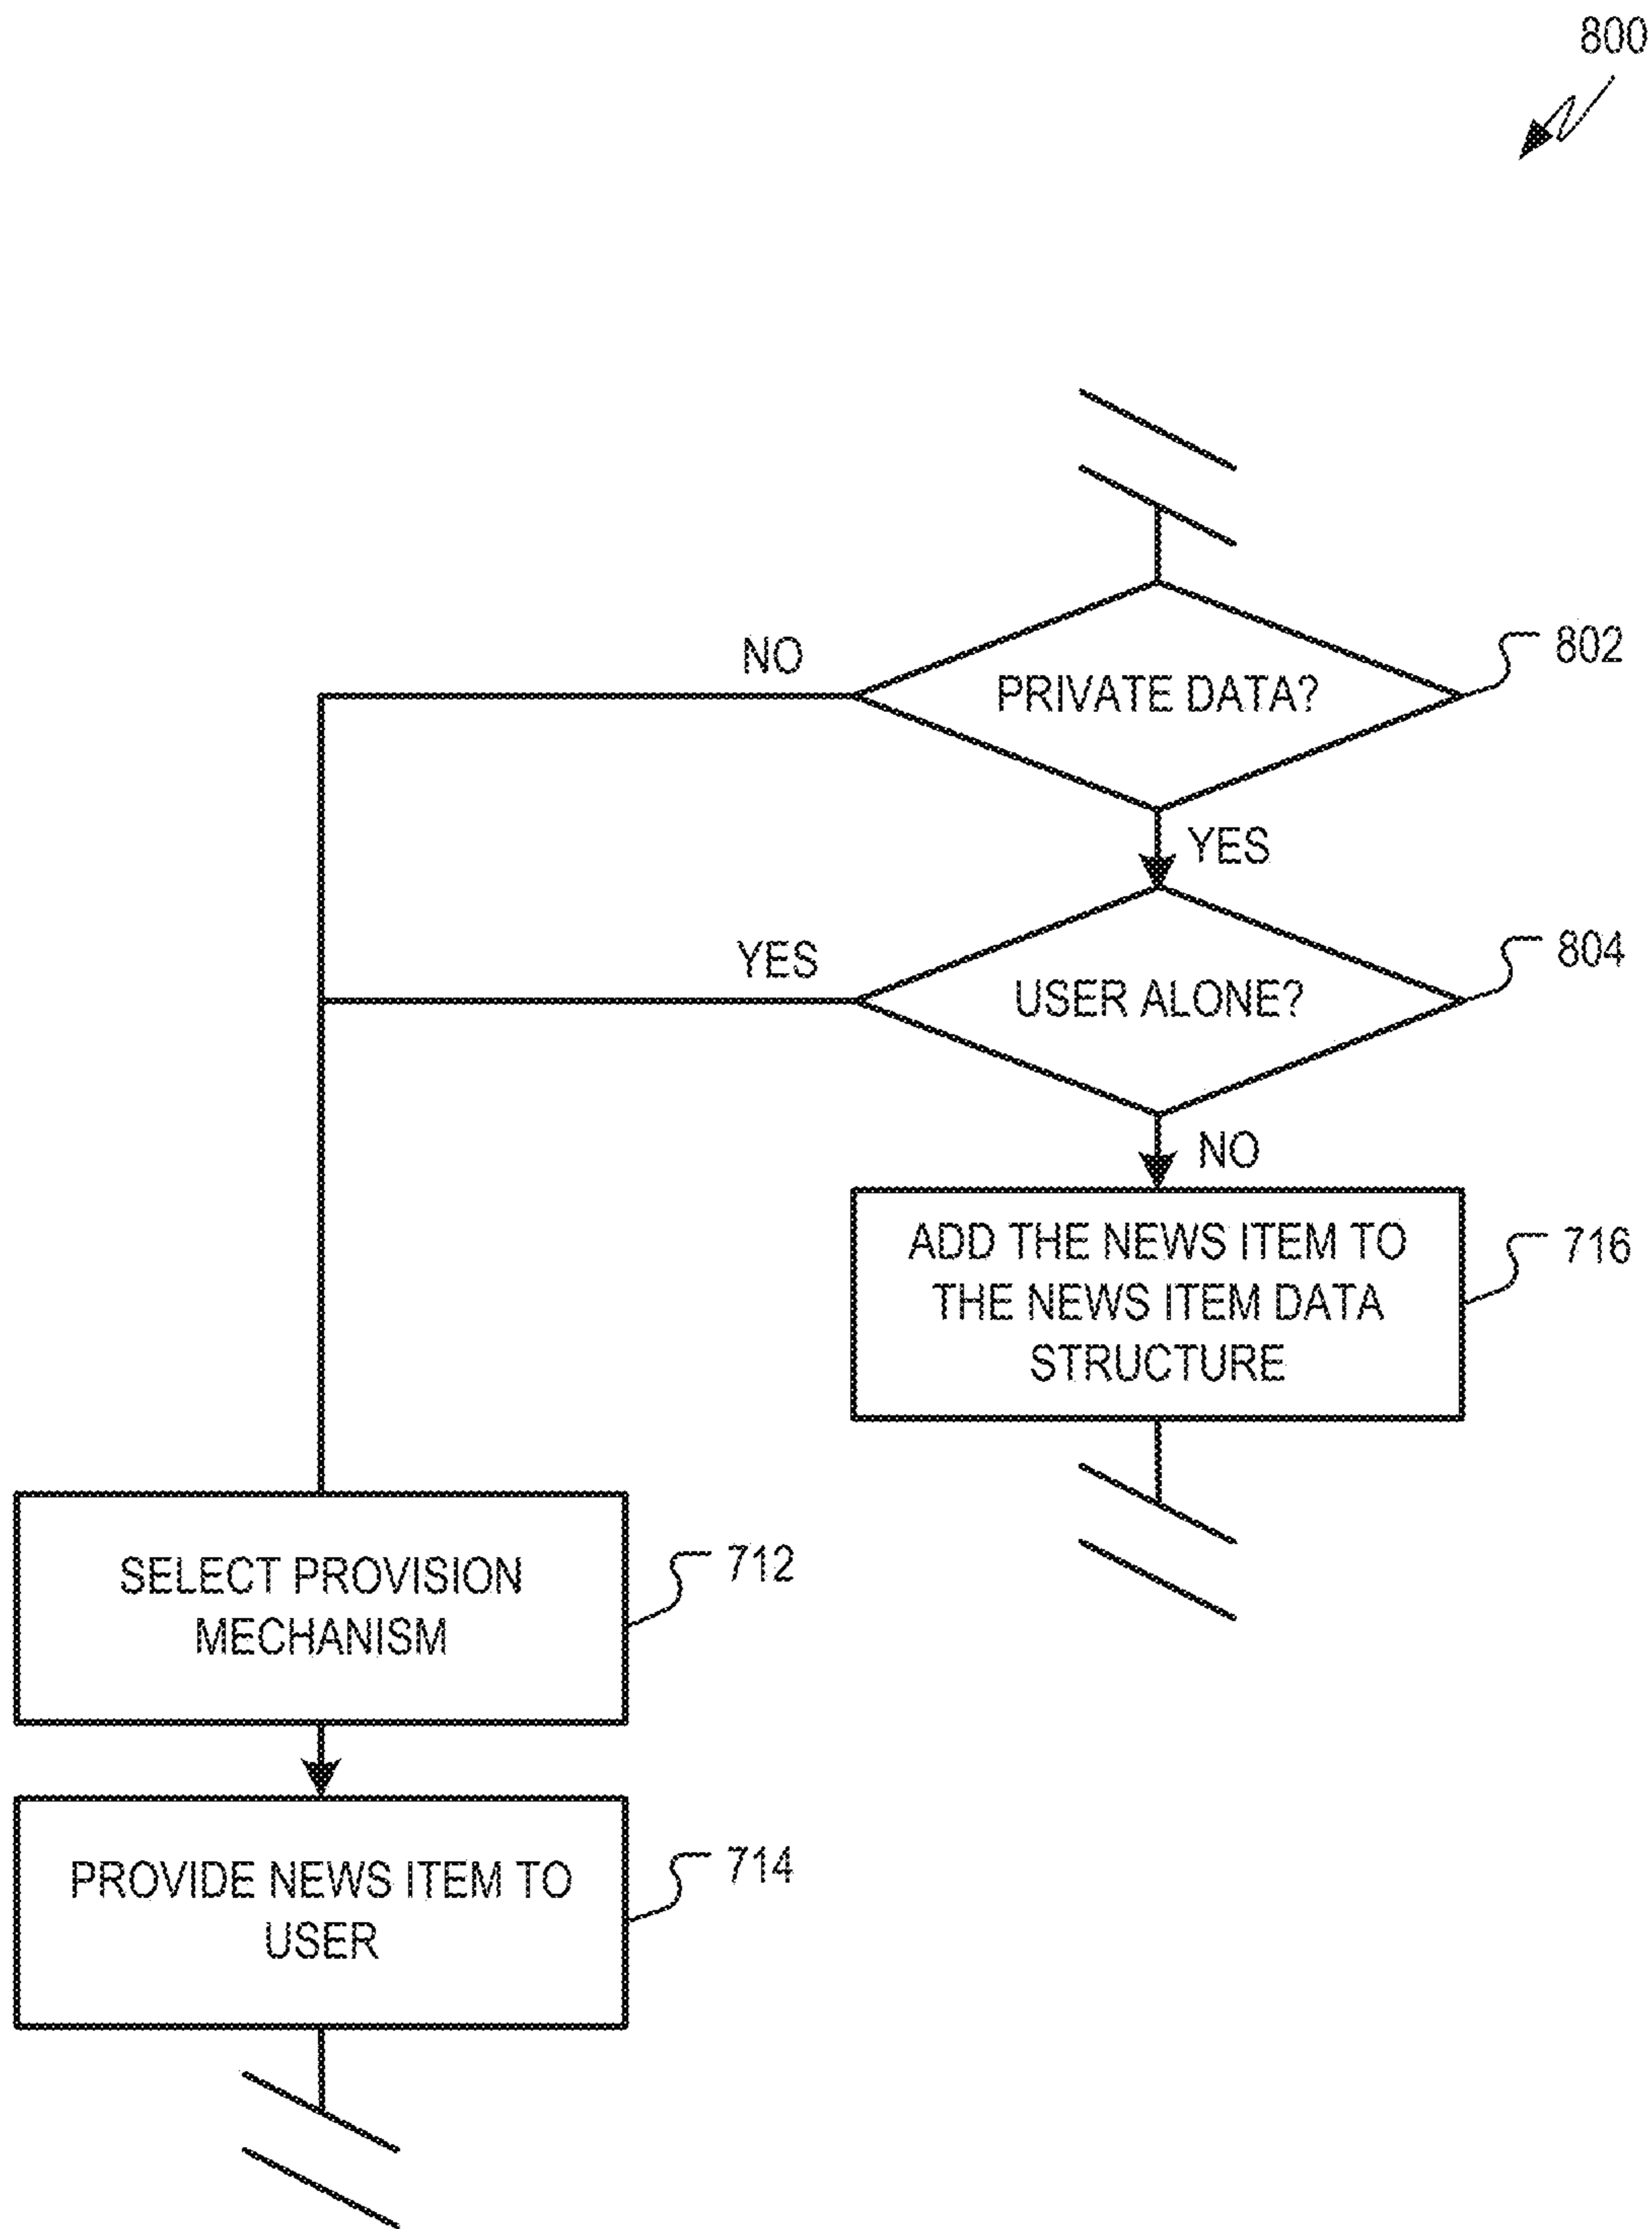 800
NO
PRIVATE DATA?
802
YES
YES
USER ALONE?
804
NO
ADD THE NEWS ITEM TO
THE NEWS ITEM DATA
STRUCTURE
716
SELECT PROVISION
MECHANISM
712
PROVIDE NEWS ITEM TO
USER
714